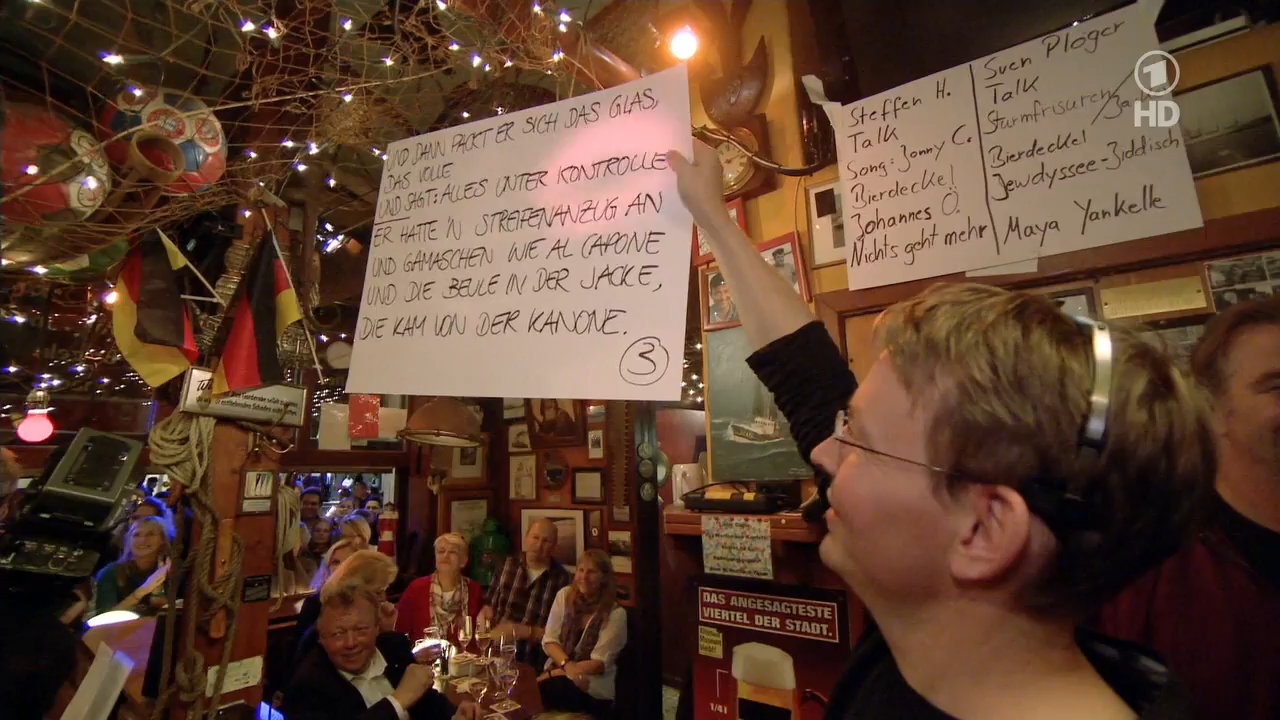 UND DANN PACKT ER SICH DAS GLAS,
DAS VOLLE
UND SAGT: ALLES UNTER KONTROLLE
ER HATTE 'N STREIFENANZUG AN
UND GAMASCHEN WIE AL CAPONE
UND DIE BEULE IN DER JACKE,
DIE KAM VON DER KANONE.
3
Steffen H.
Talk
Song: Jonny C.
Bierdeckel
Johannes Ö.
Nichts geht mehr
Sven Plöger
Talk
Sturmfrisuren
Bierdeckel
Jewdyssee-Jiddisch
Maya Yankelle
1
HD
DAS ANGESAGTESTE
VIERTEL DER STADT.
1/4l